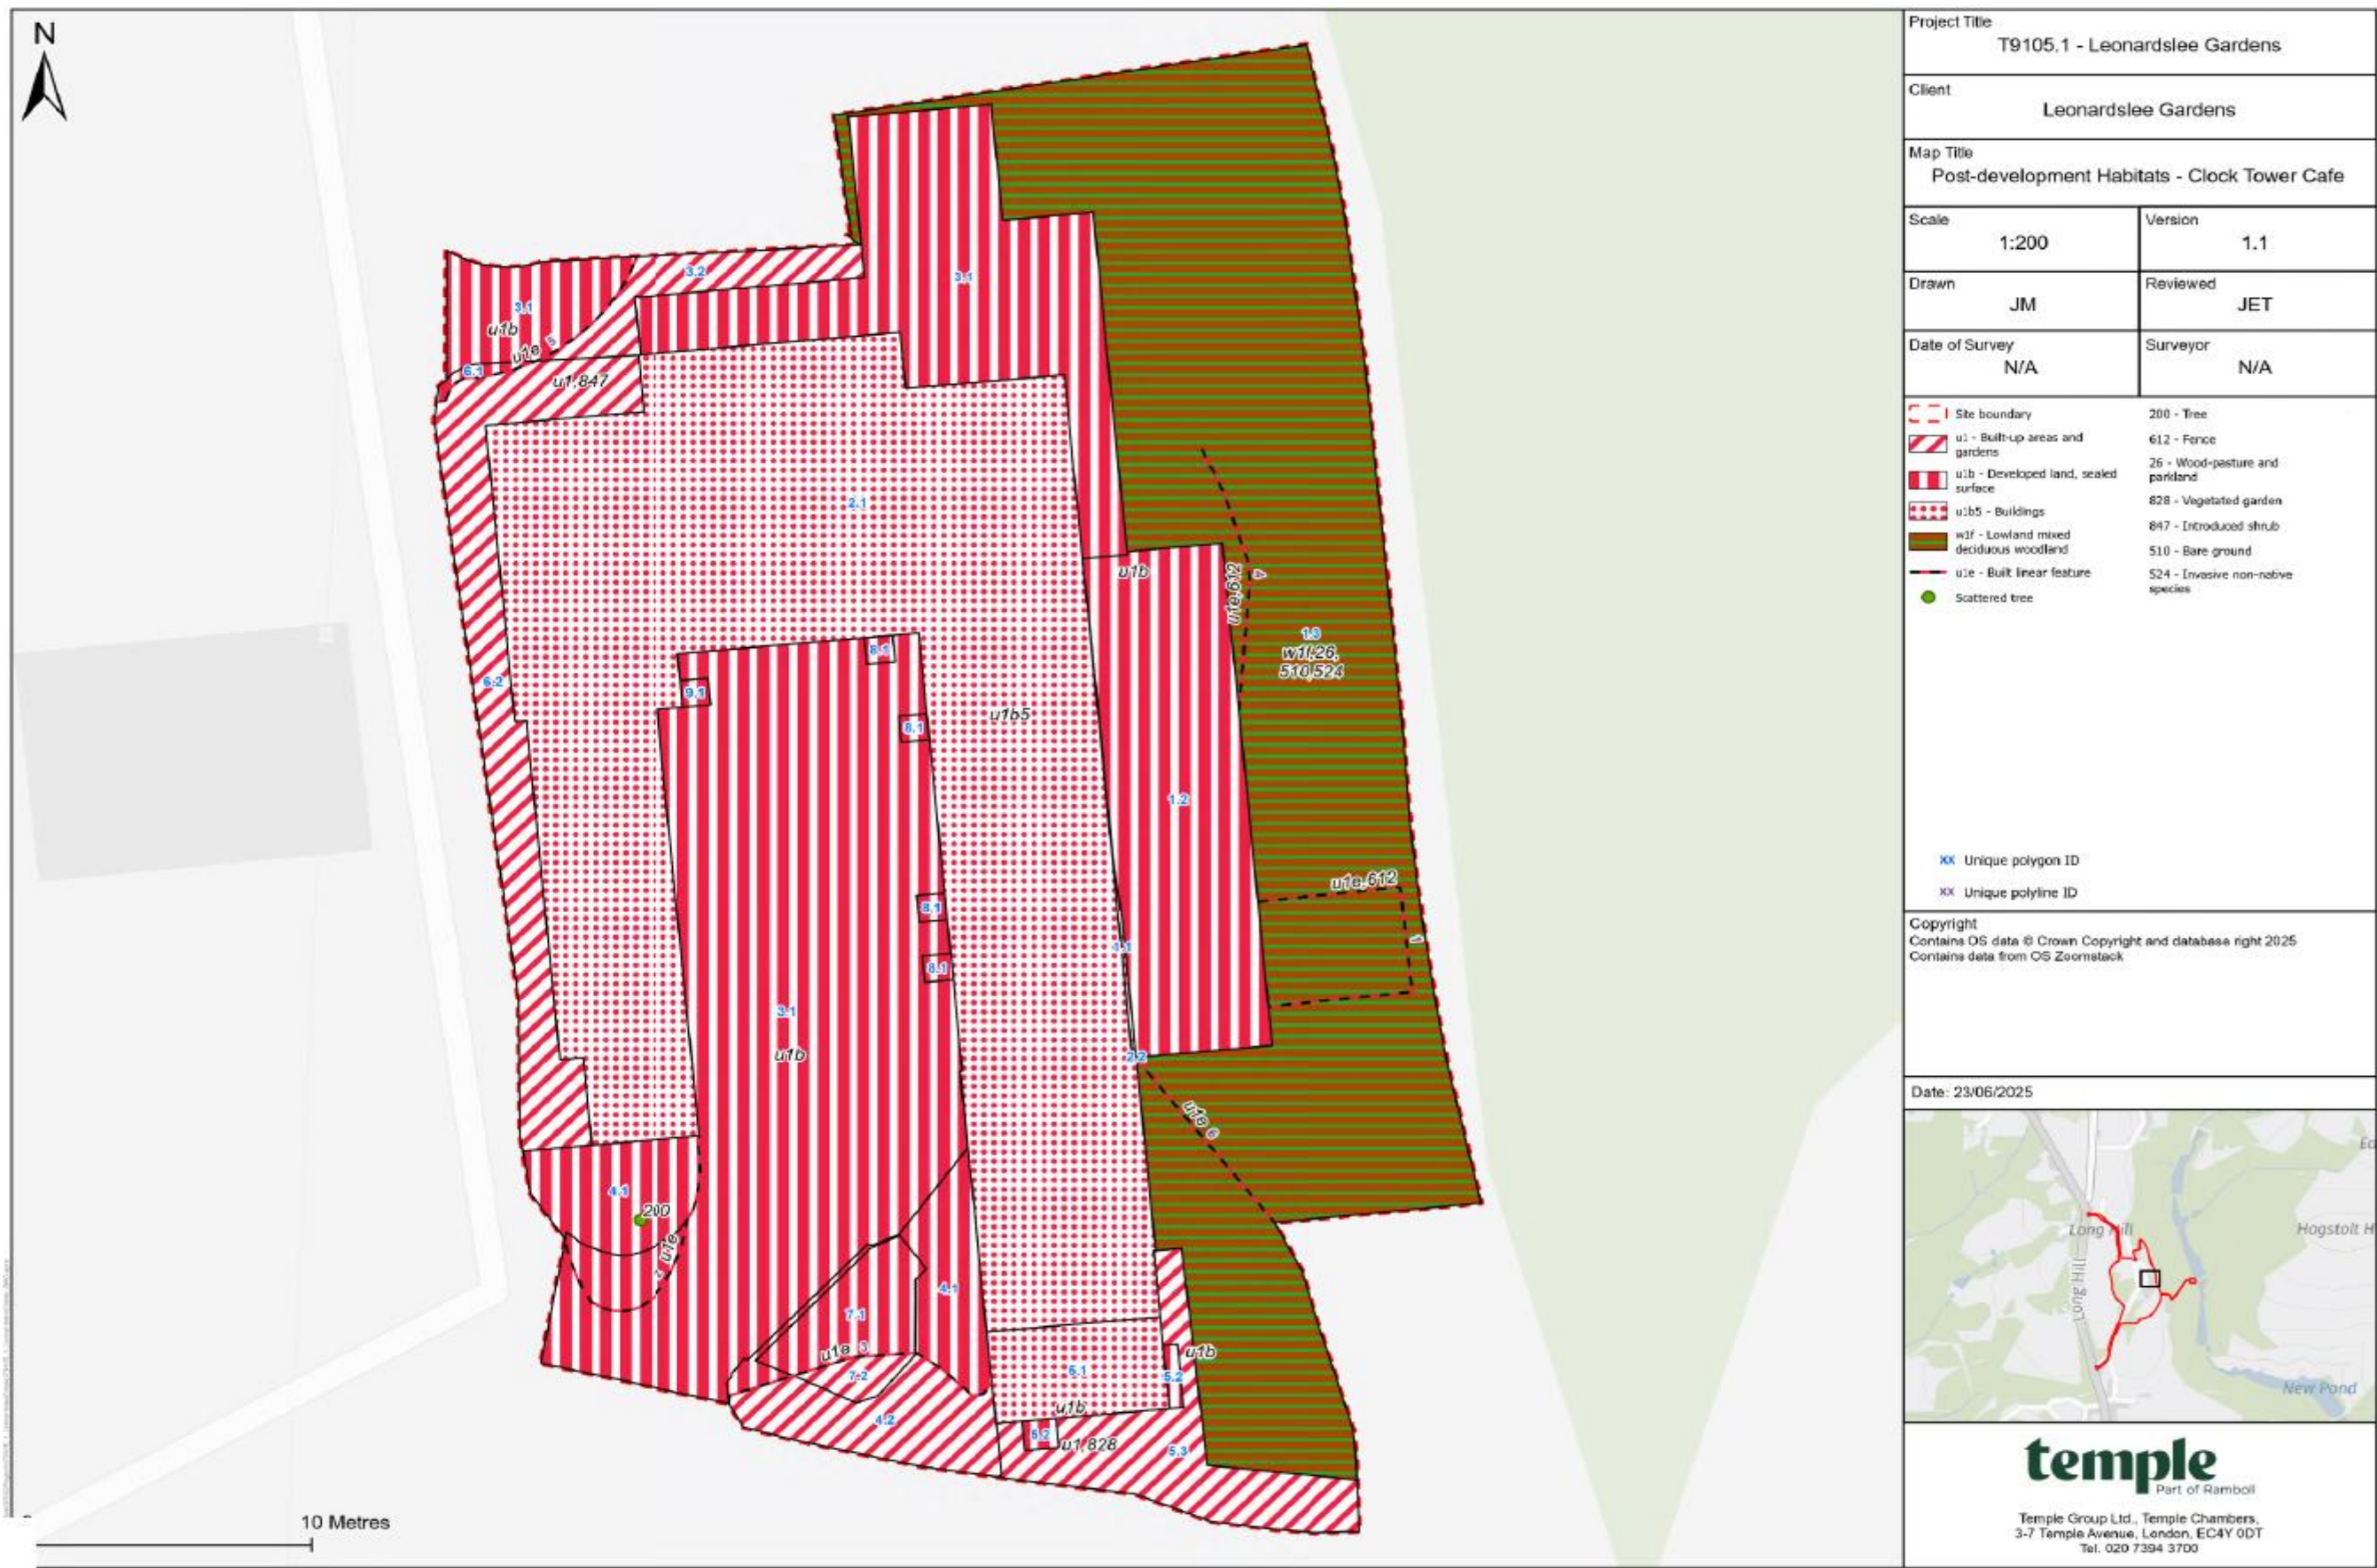 N
10 Metres
3.1
u1b
u1e 5
6.1
u1,847
3.2
3.1
2.1
6.2
9.1
8.1
8.1
8.1
8.1
u1b5
u1b
u1e,612
4
1.3
510,524
1.2
u1e,612
1
1.1
2.2
u1e 6
3.1
u1b
4.1
200
u1e
2
4.1
7.1
u1e 3
7.2
4.2
5.2
u1b
u1b
5.2
u1,828
5.3
Project Title
T9105.1 - Leonardslee Gardens
Client
Leonardslee Gardens
Map Title
Post-development Habitats - Clock Tower Cafe
Scale
1:200
Version
1.1
Drawn
JM
Reviewed
JET
Date of Survey
N/A
Surveyor
N/A
Site boundary
u1 - Built-up areas and
gardens
u1b - Developed land, sealed
surface
u1b5 - Buildings
w1f - Lowland mixed
deciduous woodland
u1e - Built linear feature
Scattered tree
200 - Tree
612 - Fence
26 - Wood-pasture and
parkland
828 - Vegetated garden
847 - Introduced shrub
510 - Bare ground
524 - Invasive non-native
species
XX Unique polygon ID
XX Unique polyline ID
Copyright
Contains OS data © Crown Copyright and database right 2025
Contains data from OS Zoomstack
Date: 23/06/2025
Long Hill
Long Hill
Hogstolt H
New Pond
temple
Part of Ramboll
Temple Group Ltd., Temple Chambers,
3-7 Temple Avenue, London, EC4Y 0DT
Tel. 020 7394 3700